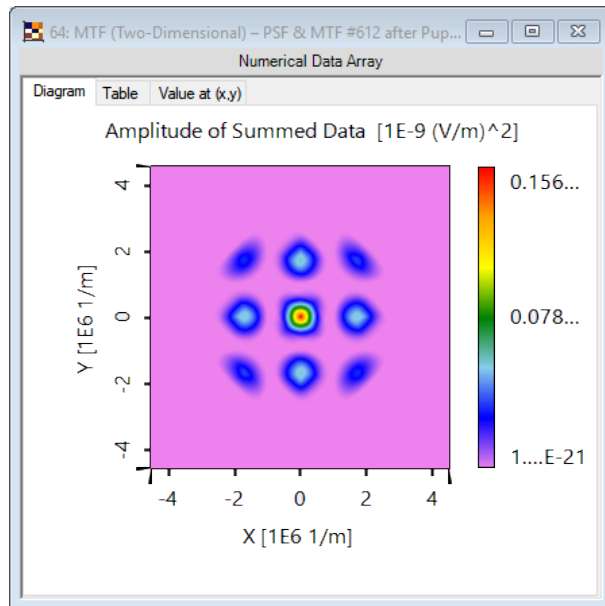 64: MTF (Two-Dimensional) – PSF & MTF #612 after Pup...
Numerical Data Array
Diagram Table Value at (x,y)
Amplitude of Summed Data [1E-9 (V/m)^2]
0.156...
0.078...
1....E-21
Y [1E6 1/m]
4
2
0
-2
-4
-4 -2 0 2 4
X [1E6 1/m]